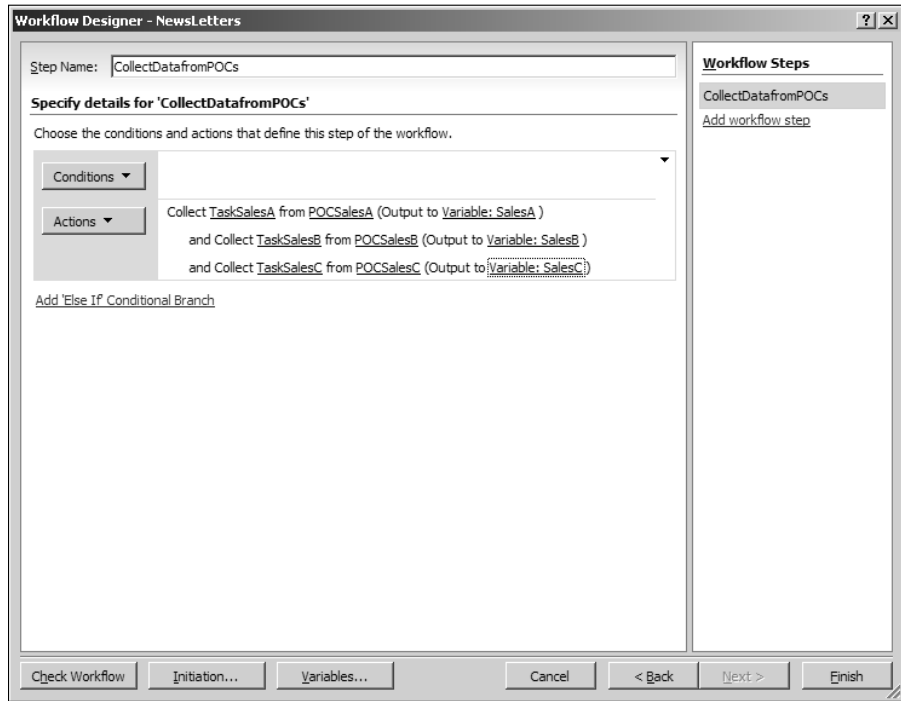 Workflow Designer - NewsLetters
Step Name: CollectDatafromPOCs
Specify details for 'CollectDatafromPOCs'
Choose the conditions and actions that define this step of the workflow.
Conditions
Actions
Collect TaskSalesA from POCSalesA (Output to Variable: SalesA )
and Collect TaskSalesB from POCSalesB (Output to Variable: SalesB )
and Collect TaskSalesC from POCSalesC (Output to Variable: SalesC )
Add 'Else If' Conditional Branch
Workflow Steps
CollectDatafromPOCs
Add workflow step
Check Workflow
Initiation...
Variables...
Cancel
< Back
Next >
Finish